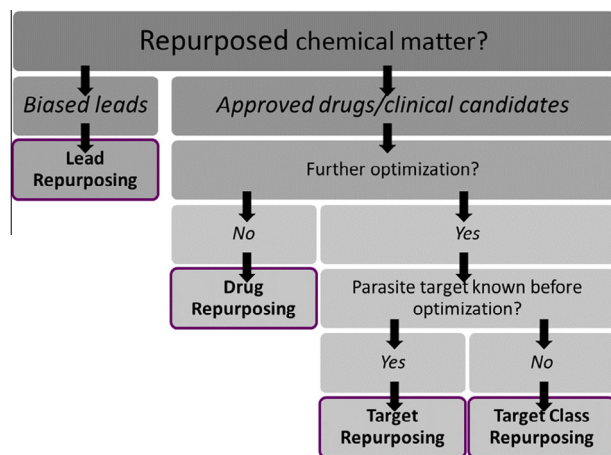 Repurposed chemical matter?
Biased leads
Approved drugs/clinical candidates
Lead
Repurposing
Further optimization?
No
Yes
Drug
Repurposing
Parasite target known before
optimization?
Yes
No
Target
Repurposing
Target Class
Repurposing